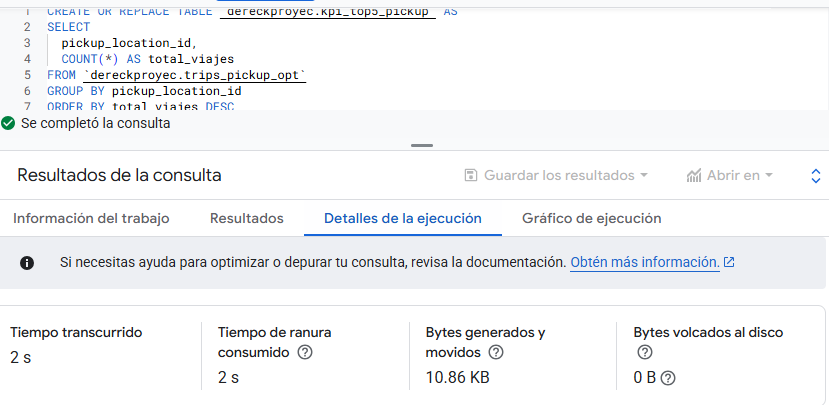 1 CREATE OR REPLACE TABLE `dereckproyec.kpi_top5_pickup` AS
2 SELECT
3 pickup_location_id,
4 COUNT(*) AS total_viajes
5 FROM `dereckproyec.trips_pickup_opt`
6 GROUP BY pickup_location_id
7 ORDER BY total_viajes DESC
Se completó la consulta
Resultados de la consulta
Guardar los resultados
Abrir en
Información del trabajo
Resultados
Detalles de la ejecución
Gráfico de ejecución
Si necesitas ayuda para optimizar o depurar tu consulta, revisa la documentación. Obtén más información.
Tiempo transcurrido
2 s
Tiempo de ranura
consumido
2 s
Bytes generados y
movidos
10.86 KB
Bytes volcados al disco
0 B